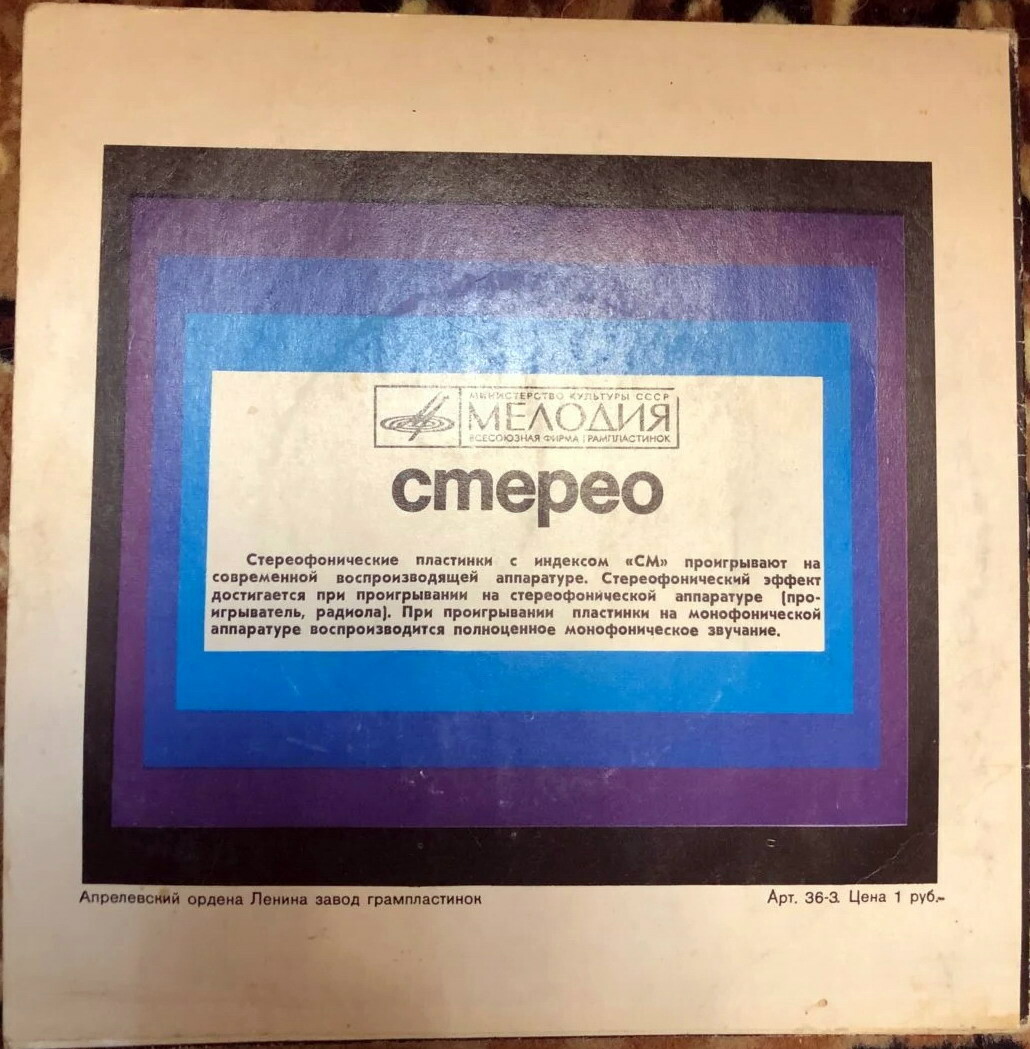 МИНИСТЕРСТВО КУЛЬТУРЫ СССР
МЕЛОДИЯ
ВСЕСОЮЗНАЯ ФИРМА ГРАМПЛАСТИНОК
стерео
Стереофонические пластинки с индексом «СМ» проигрывают на
современной воспроизводящей аппаратуре. Стереофонический эффект
достигается при проигрывании на стереофонической аппаратуре (про-
игрыватель, радиола). При проигрывании пластинки на монофонической
аппаратуре воспроизводится полноценное монофоническое звучание.
Апрелевский ордена Ленина завод грампластинок
Арт. 36-3. Цена 1 руб.-